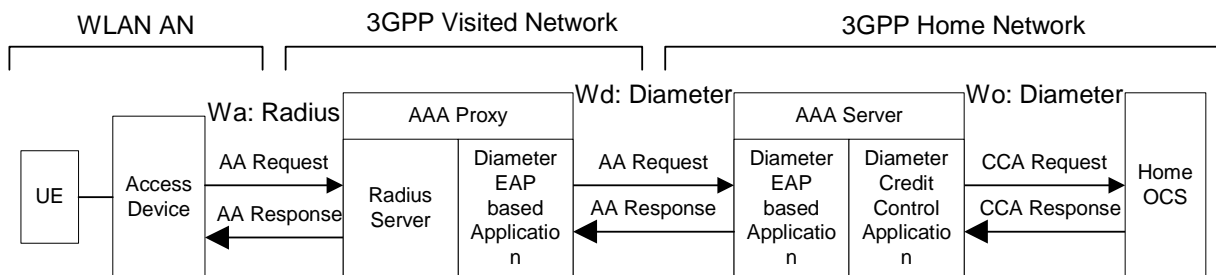 WLAN AN
3GPP Visited Network
3GPP Home Network
Wa: Radius
Wd: Diameter
Wo: Diameter
AAA Proxy
AAA Server
UE
Access
Device
AA Request
AA Response
Radius
Server
Diameter
EAP
based
Applicatio
n
AA Request
AA Response
Diameter
EAP
based
Applicatio
n
Diameter
Credit
Control
Applicatio
n
CCA Request
CCA Response
Home
OCS